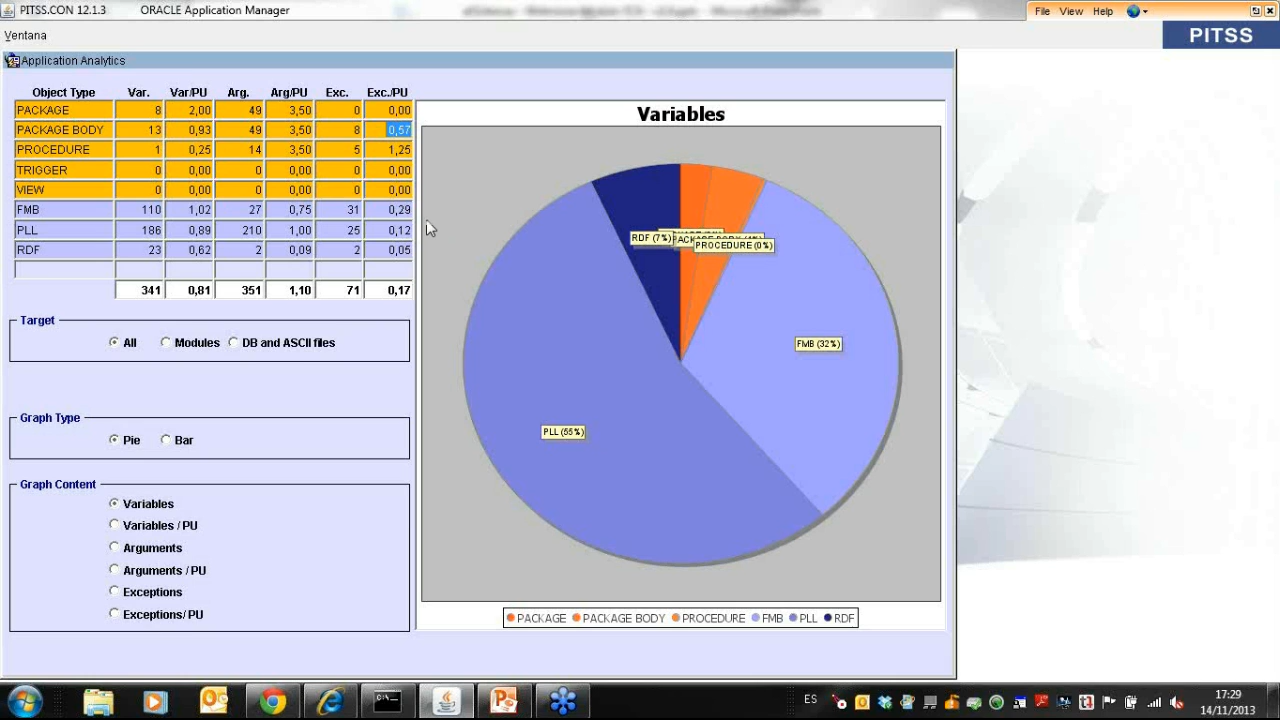 PITSS.CON 12.1.3 ORACLE Application Manager
File View Help
Ventana
PITSS
Application Analytics
Object Type Var. Var/PU Arg. Arg/PU Exc. Exc./PU
PACKAGE 8 2,00 49 3,50 0 0,00
PACKAGE BODY 13 0,93 49 3,50 8 0,57
PROCEDURE 1 0,25 14 3,50 5 1,25
TRIGGER 0 0,00 0 0,00 0 0,00
VIEW 0 0,00 0 0,00 0 0,00
FMB 110 1,02 27 0,75 31 0,29
PLL 186 0,89 210 1,00 25 0,12
RDF 23 0,62 2 0,09 2 0,05
341 0,81 351 1,10 71 0,17
Target
All Modules DB and ASCII files
Graph Type
Pie Bar
Graph Content
Variables
Variables / PU
Arguments
Arguments / PU
Exceptions
Exceptions/ PU
Variables
RDF (7%)
PROCEDURE (0%)
FMB (32%)
PLL (55%)
PACKAGE PACKAGE BODY PROCEDURE FMB PLL RDF
ES
17:29
14/11/2013